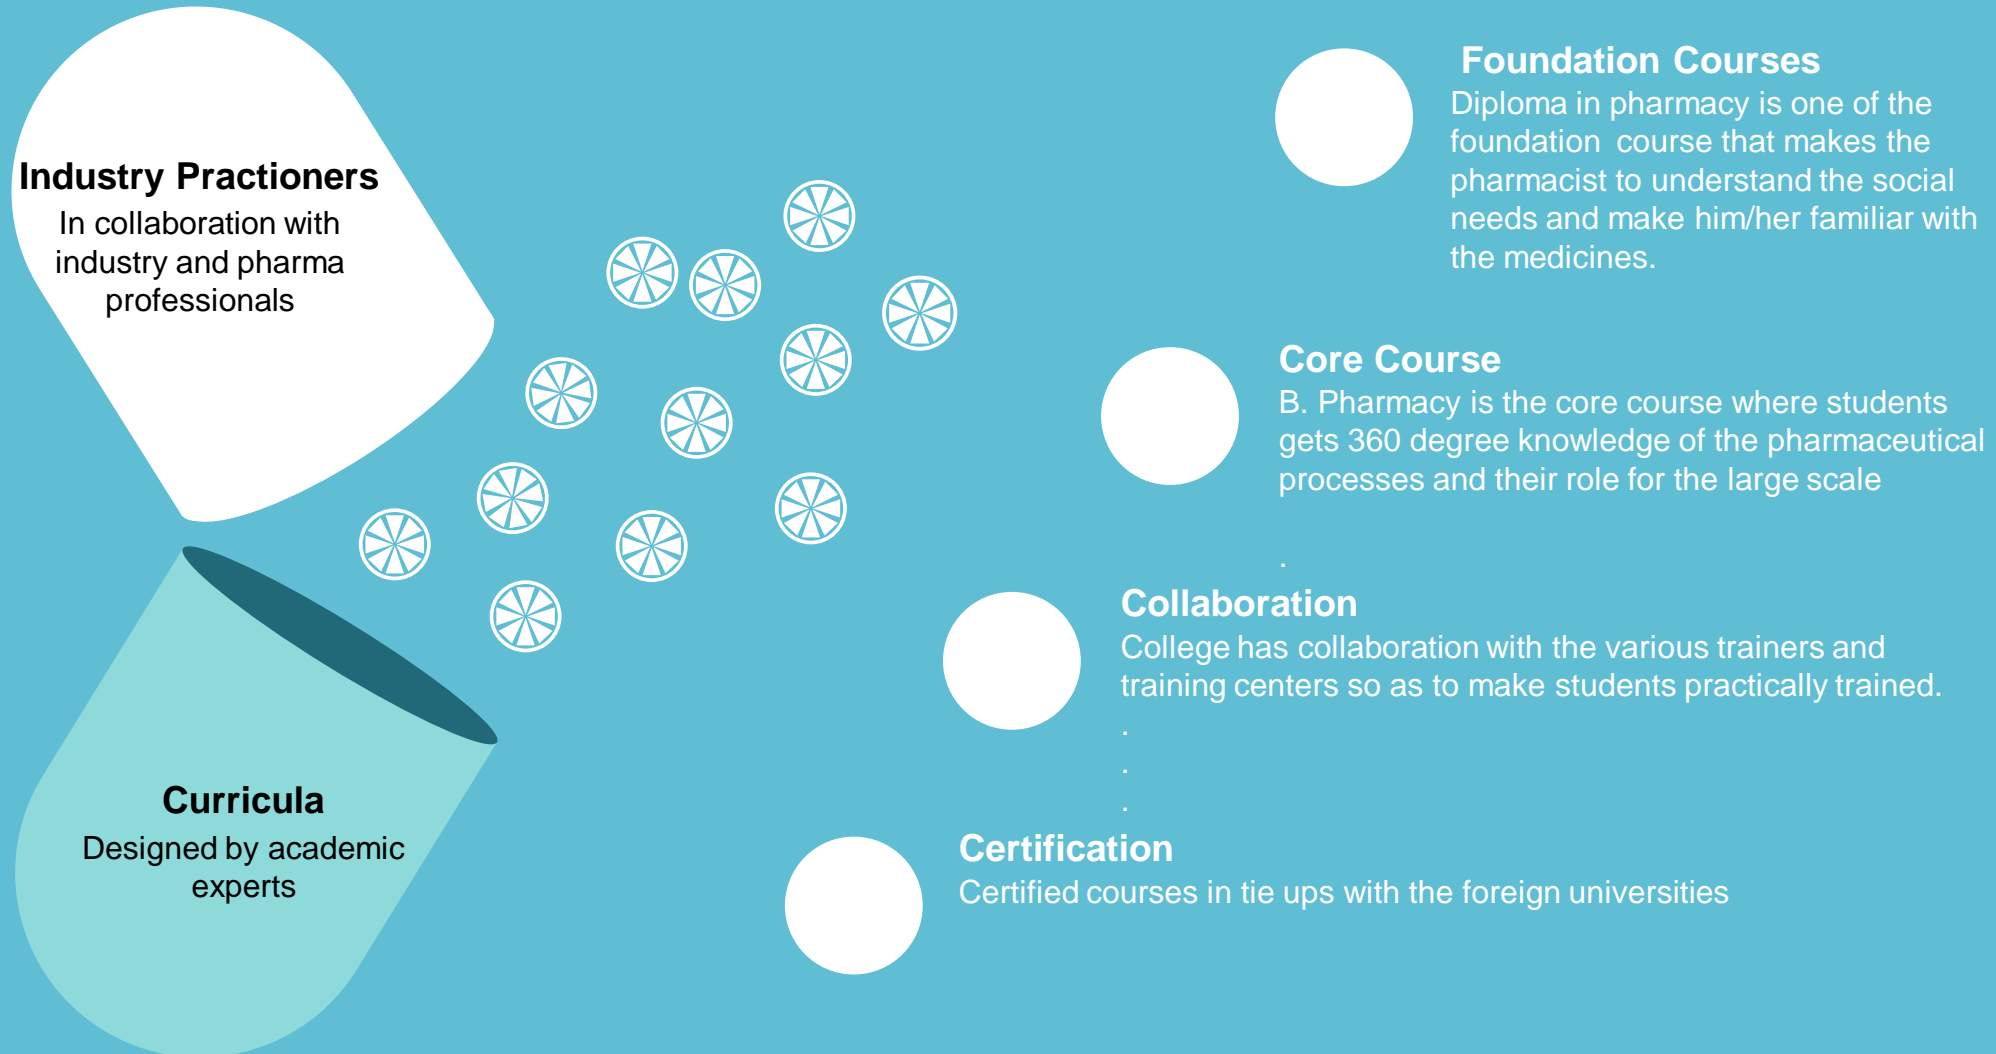 Industry Practioners
In collaboration with
industry and pharma
professionals
Curricula
Designed by academic
experts
Foundation Courses
Diploma in pharmacy is one of the
foundation course that makes the
pharmacist to understand the social
needs and make him/her familiar with
the medicines.
Core Course
B. Pharmacy is the core course where students
gets 360 degree knowledge of the pharmaceutical
processes and their role for the large scale
.
Collaboration
College has collaboration with the various trainers and
training centers so as to make students practically trained.
.
.
.
Certification
Certified courses in tie ups with the foreign universities